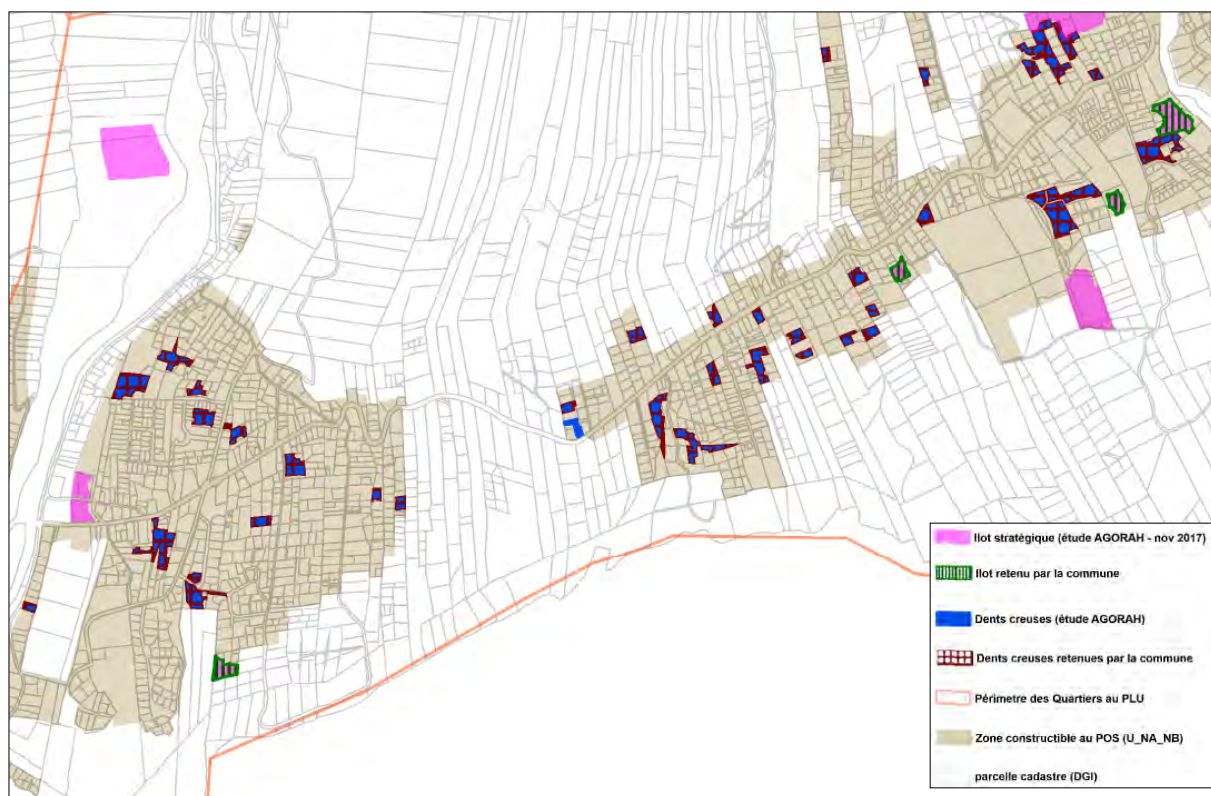 Ilot stratégique (étude AGORAH - nov 2017)
Ilot retenu par la commune
Dents creuses (étude AGORAH)
Dents creuses retenues par la commune
Périmetre des Quartiers au PLU
Zone constructible au POS (U_NA_NB)
parcelle cadastre (DGI)